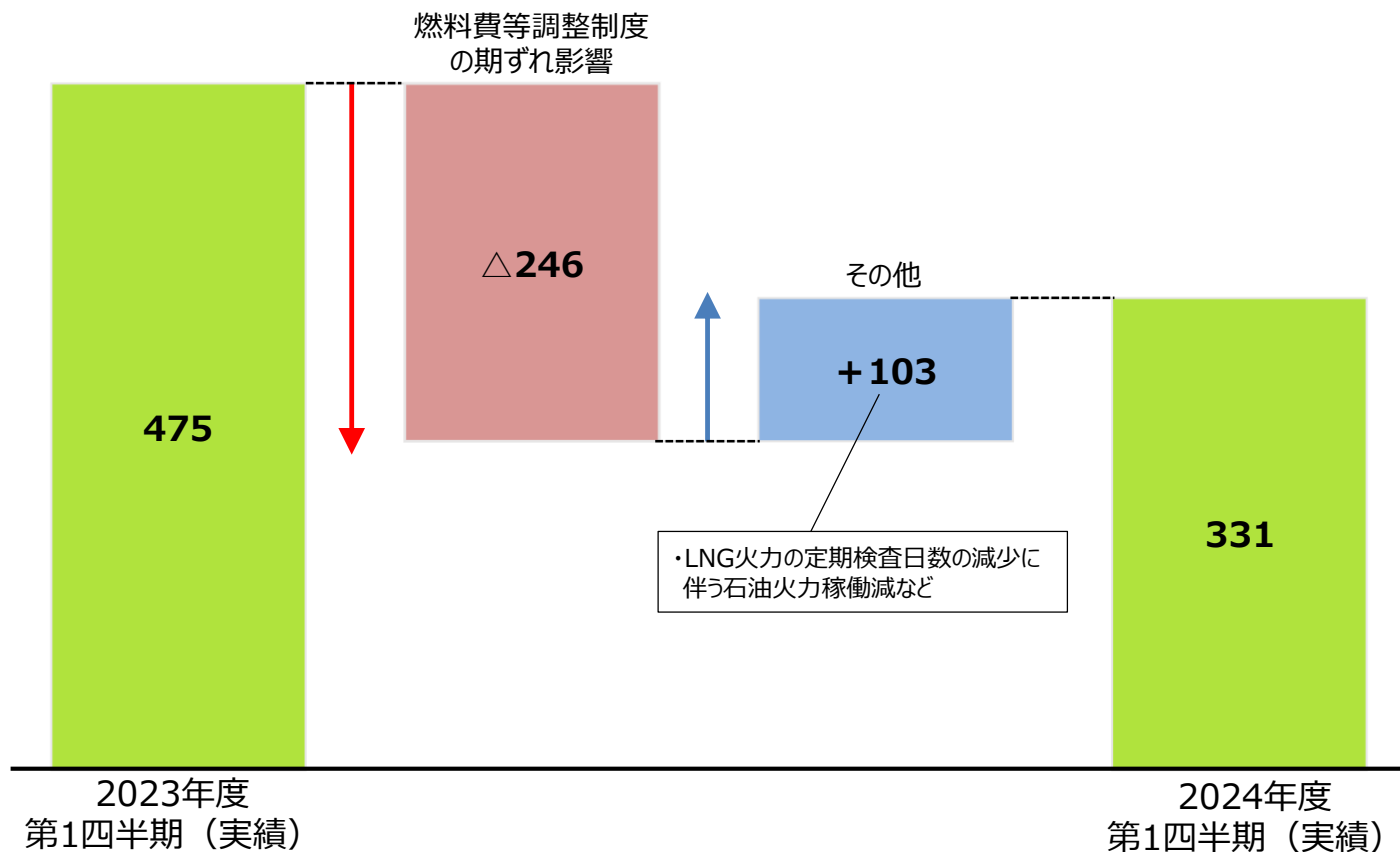 燃料費等調整制度
の期ずれ影響
△246
その他
＋103
475
・LNG火力の定期検査日数の減少に
伴う石油火力稼働減など
331
2023年度
第1四半期（実績）
2024年度
第1四半期（実績）